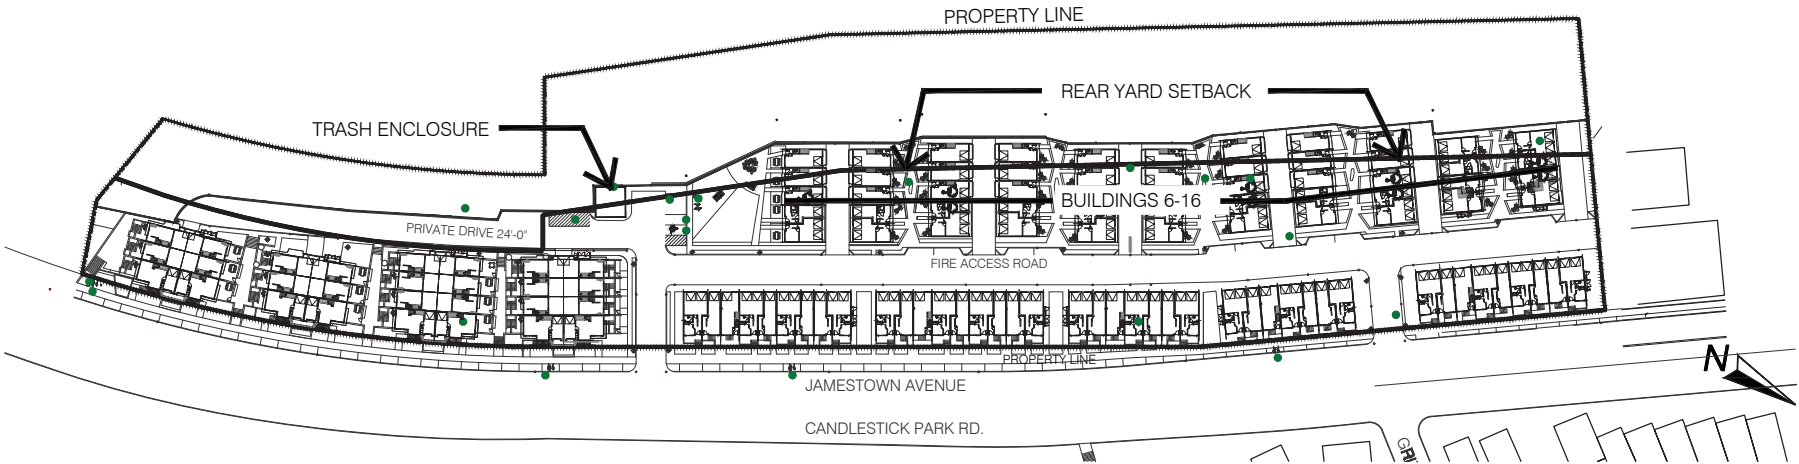 PROPERTY LINE
REAR YARD SETBACK
TRASH ENCLOSURE
BUILDINGS 6-16
PRIVATE DRIVE 24'-0"
FIRE ACCESS ROAD
PROPERTY LINE
N
JAMESTOWN AVENUE
CANDLESTICK PARK RD.